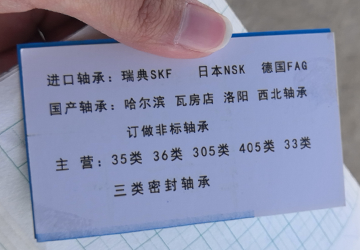 进口轴承：瑞典SKF 日本NSK 德国FAG
国产轴承：哈尔滨 瓦房店 洛阳 西北轴承
订做非标轴承
主 营：35类 36类 305类 405类 33类
三类密封轴承